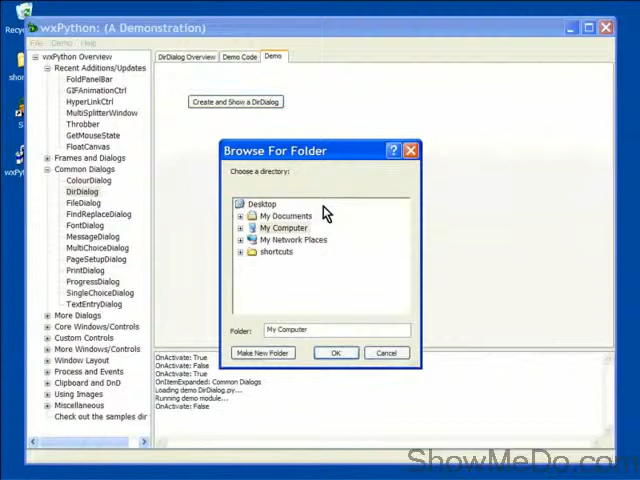 Recyc
wxPython: (A Demonstration)
File Demo Help
wxPython Overview
Recent Additions/Updates
FoldPanelBar
GIFAnimationCtrl
HyperLinkCtrl
MultiSplitterWindow
Throbber
GetMouseState
FloatCanvas
Frames and Dialogs
Common Dialogs
ColourDialog
DirDialog
FileDialog
FindReplaceDialog
FontDialog
MessageDialog
MultiChoiceDialog
PageSetupDialog
PrintDialog
ProgressDialog
SingleChoiceDialog
TextEntryDialog
More Dialogs
Core Windows/Controls
Custom Controls
More Windows/Controls
Window Layout
Process and Events
Clipboard and DnD
Using Images
Miscellaneous
Check out the samples dir
shor
S
wxPy
DirDialog Overview
Demo Code
Demo
Create and Show a DirDialog
Browse For Folder
Choose a directory:
Desktop
My Documents
My Computer
My Network Places
shortcuts
Folder: My Computer
Make New Folder
OK
Cancel
OnActivate: True
OnActivate: False
OnActivate: True
OnItemExpanded: Common Dialogs
Loading demo DirDialog.py...
Running demo module...
OnActivate: False
ShowMeDo.com